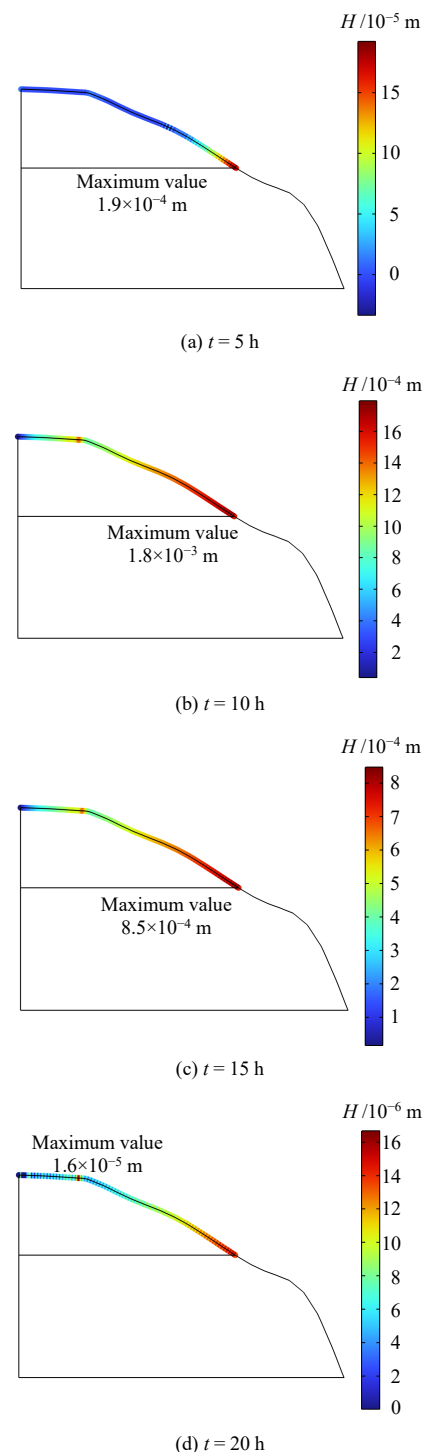 H /10⁻⁵ m
15
10
5
0
Maximum value
1.9×10⁻⁴ m
(a) t = 5 h
H /10⁻⁴ m
16
14
12
10
8
6
4
2
Maximum value
1.8×10⁻³ m
(b) t = 10 h
H /10⁻⁴ m
8
7
6
5
4
3
2
1
Maximum value
8.5×10⁻⁴ m
(c) t = 15 h
H /10⁻⁶ m
16
14
12
10
8
6
4
2
0
Maximum value
1.6×10⁻⁵ m
(d) t = 20 h